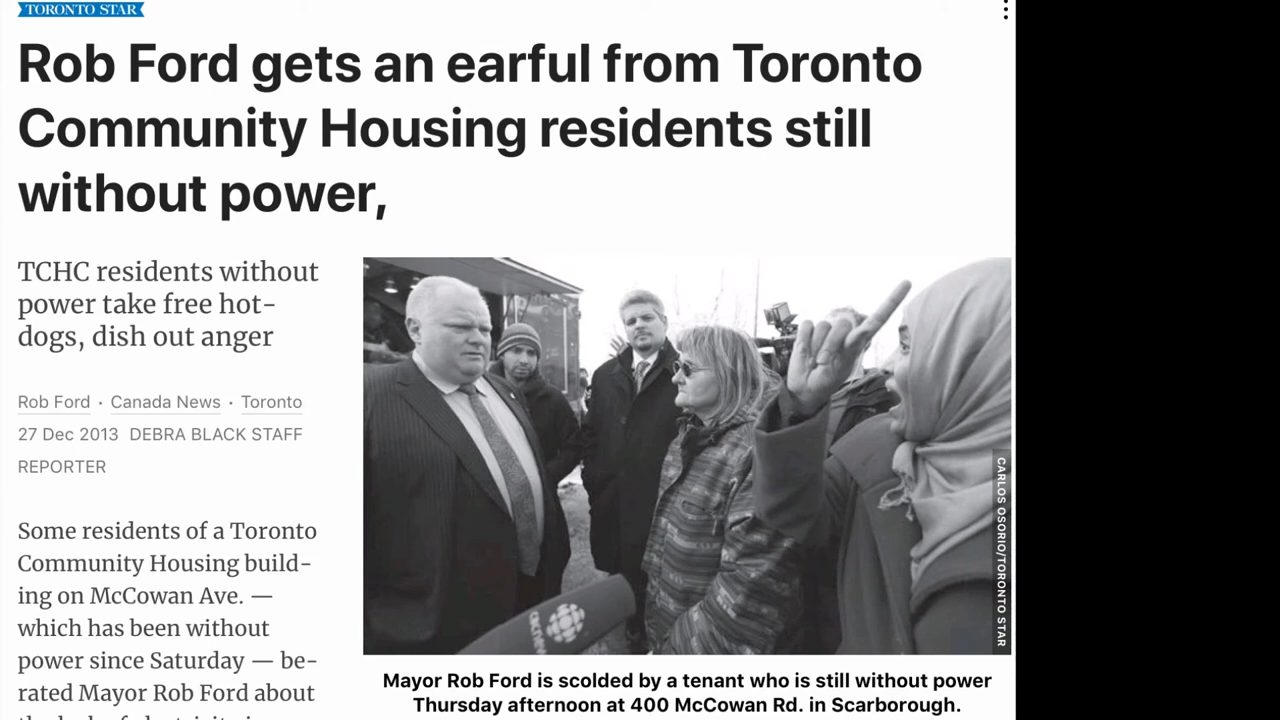 TORONTO STAR
Rob Ford gets an earful from Toronto
Community Housing residents still
without power,
TCHC residents without
power take free hot-
dogs, dish out anger
Rob Ford · Canada News · Toronto
27 Dec 2013 DEBRA BLACK STAFF
REPORTER
Some residents of a Toronto
Community Housing build-
ing on McCowan Ave. —
which has been without
power since Saturday — be-
rated Mayor Rob Ford about
CARLOS OSORIO/TORONTO STAR
Mayor Rob Ford is scolded by a tenant who is still without power
Thursday afternoon at 400 McCowan Rd. in Scarborough.